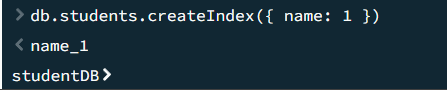 > db.students.createIndex({ name: 1 })
< name_1
studentDB>